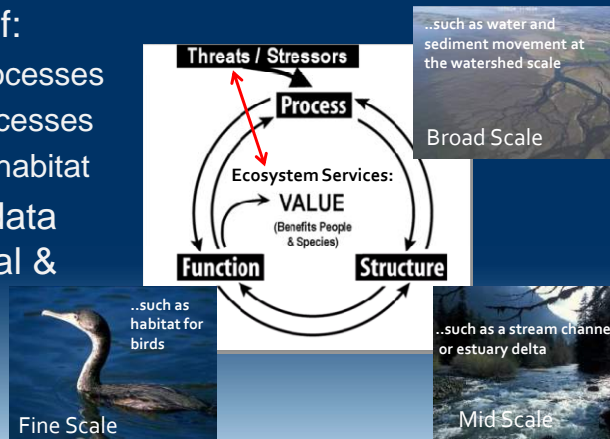 f:
ocesses
cesses
habitat
lata
al &
Threats / Stressors
Process
Ecosystem Services:
VALUE
(Benefits People
& Species)
Function
Structure
..such as water and
sediment movement at
the watershed scale
Broad Scale
..such as
habitat for
birds
Fine Scale
..such as a stream channe
or estuary delta
Mid Scale